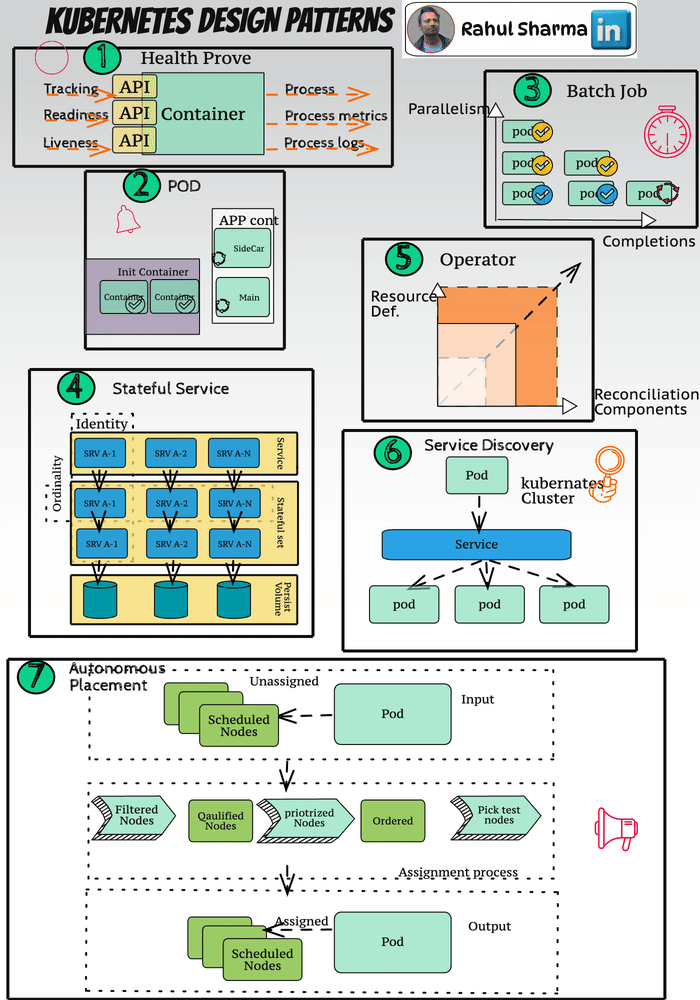 KUBERNETES DESIGN PATTERNS
Rahul Sharma
in
1
Health Prove
Tracking
API
Process
Readiness
API
Container
Process metrics
Liveness
API
Process logs
2
POD
APP cont
SideCar
Init Container
Container
Container
Main
3
Batch Job
Parallelism
pod
pod
pod
pod
pod
pod
Completions
5
Operator
Resource
Def.
Reconciliation
Components
4
Stateful Service
Identity
Ordinality
SRV A-1
SRV A-2
SRV A-N
Service
SRV A-1
SRV A-2
SRV A-N
Stateful set
SRV A-1
SRV A-2
SRV A-N
Persist
Volume
6
Service Discovery
Pod
kubernates
Cluster
Service
pod
pod
pod
7
Autonomous
Placement
Unassigned
Input
Scheduled
Nodes
Pod
Filtered
Nodes
Qaulified
Nodes
priotrized
Nodes
Ordered
Pick test
nodes
Assignment process
Assigned
Output
Scheduled
Nodes
Pod